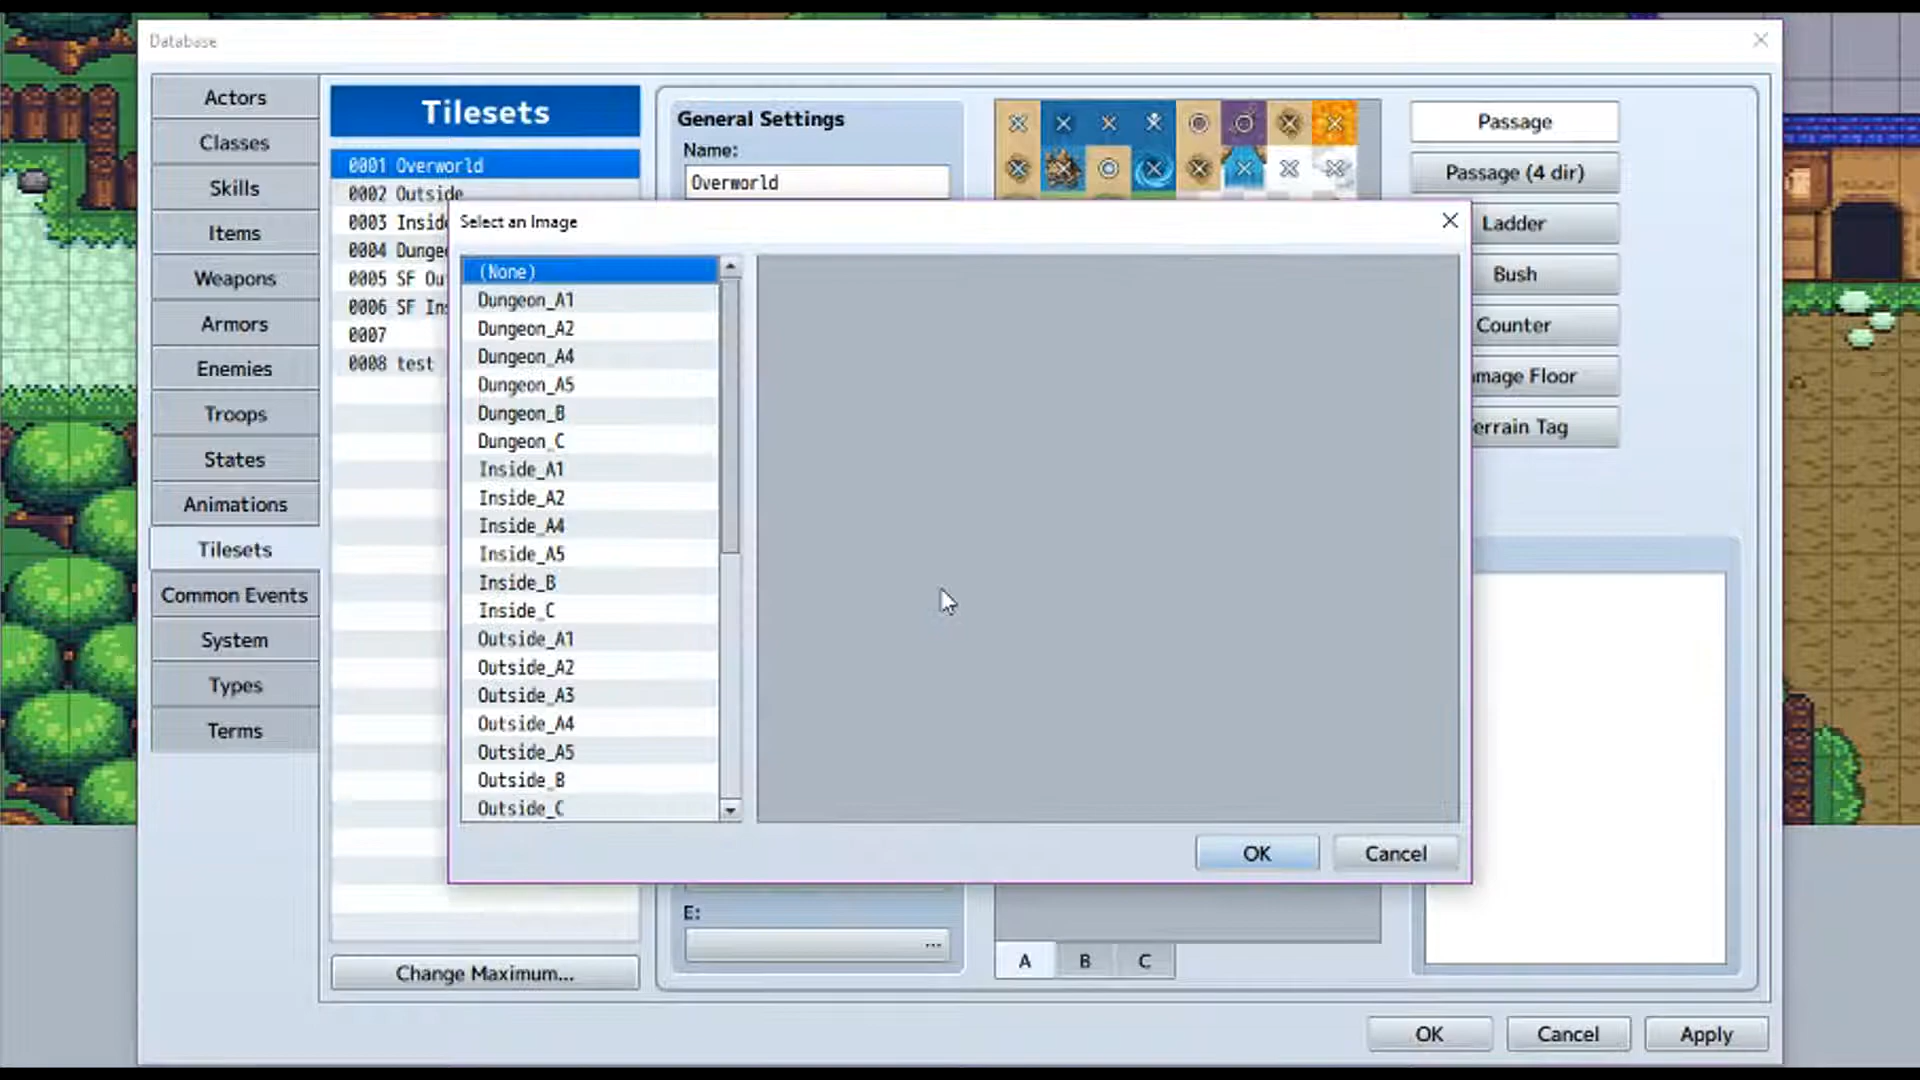 Database
Actors
Classes
Skills
Items
Weapons
Armors
Enemies
Troops
States
Animations
Tilesets
Common Events
System
Types
Terms
Tilesets
0001 Overworld
0002 Outside
0003 Insid
0004 Dunge
0005 SF Ou
0006 SF In
0007
0008 test
Change Maximum...
General Settings
Name:
Overworld
E:
...
A B C
Passage
Passage (4 dir)
Ladder
Bush
Counter
mage Floor
errain Tag
Select an Image
(None)
Dungeon_A1
Dungeon_A2
Dungeon_A4
Dungeon_A5
Dungeon_B
Dungeon_C
Inside_A1
Inside_A2
Inside_A4
Inside_A5
Inside_B
Inside_C
Outside_A1
Outside_A2
Outside_A3
Outside_A4
Outside_A5
Outside_B
Outside_C
OK Cancel
OK Cancel Apply